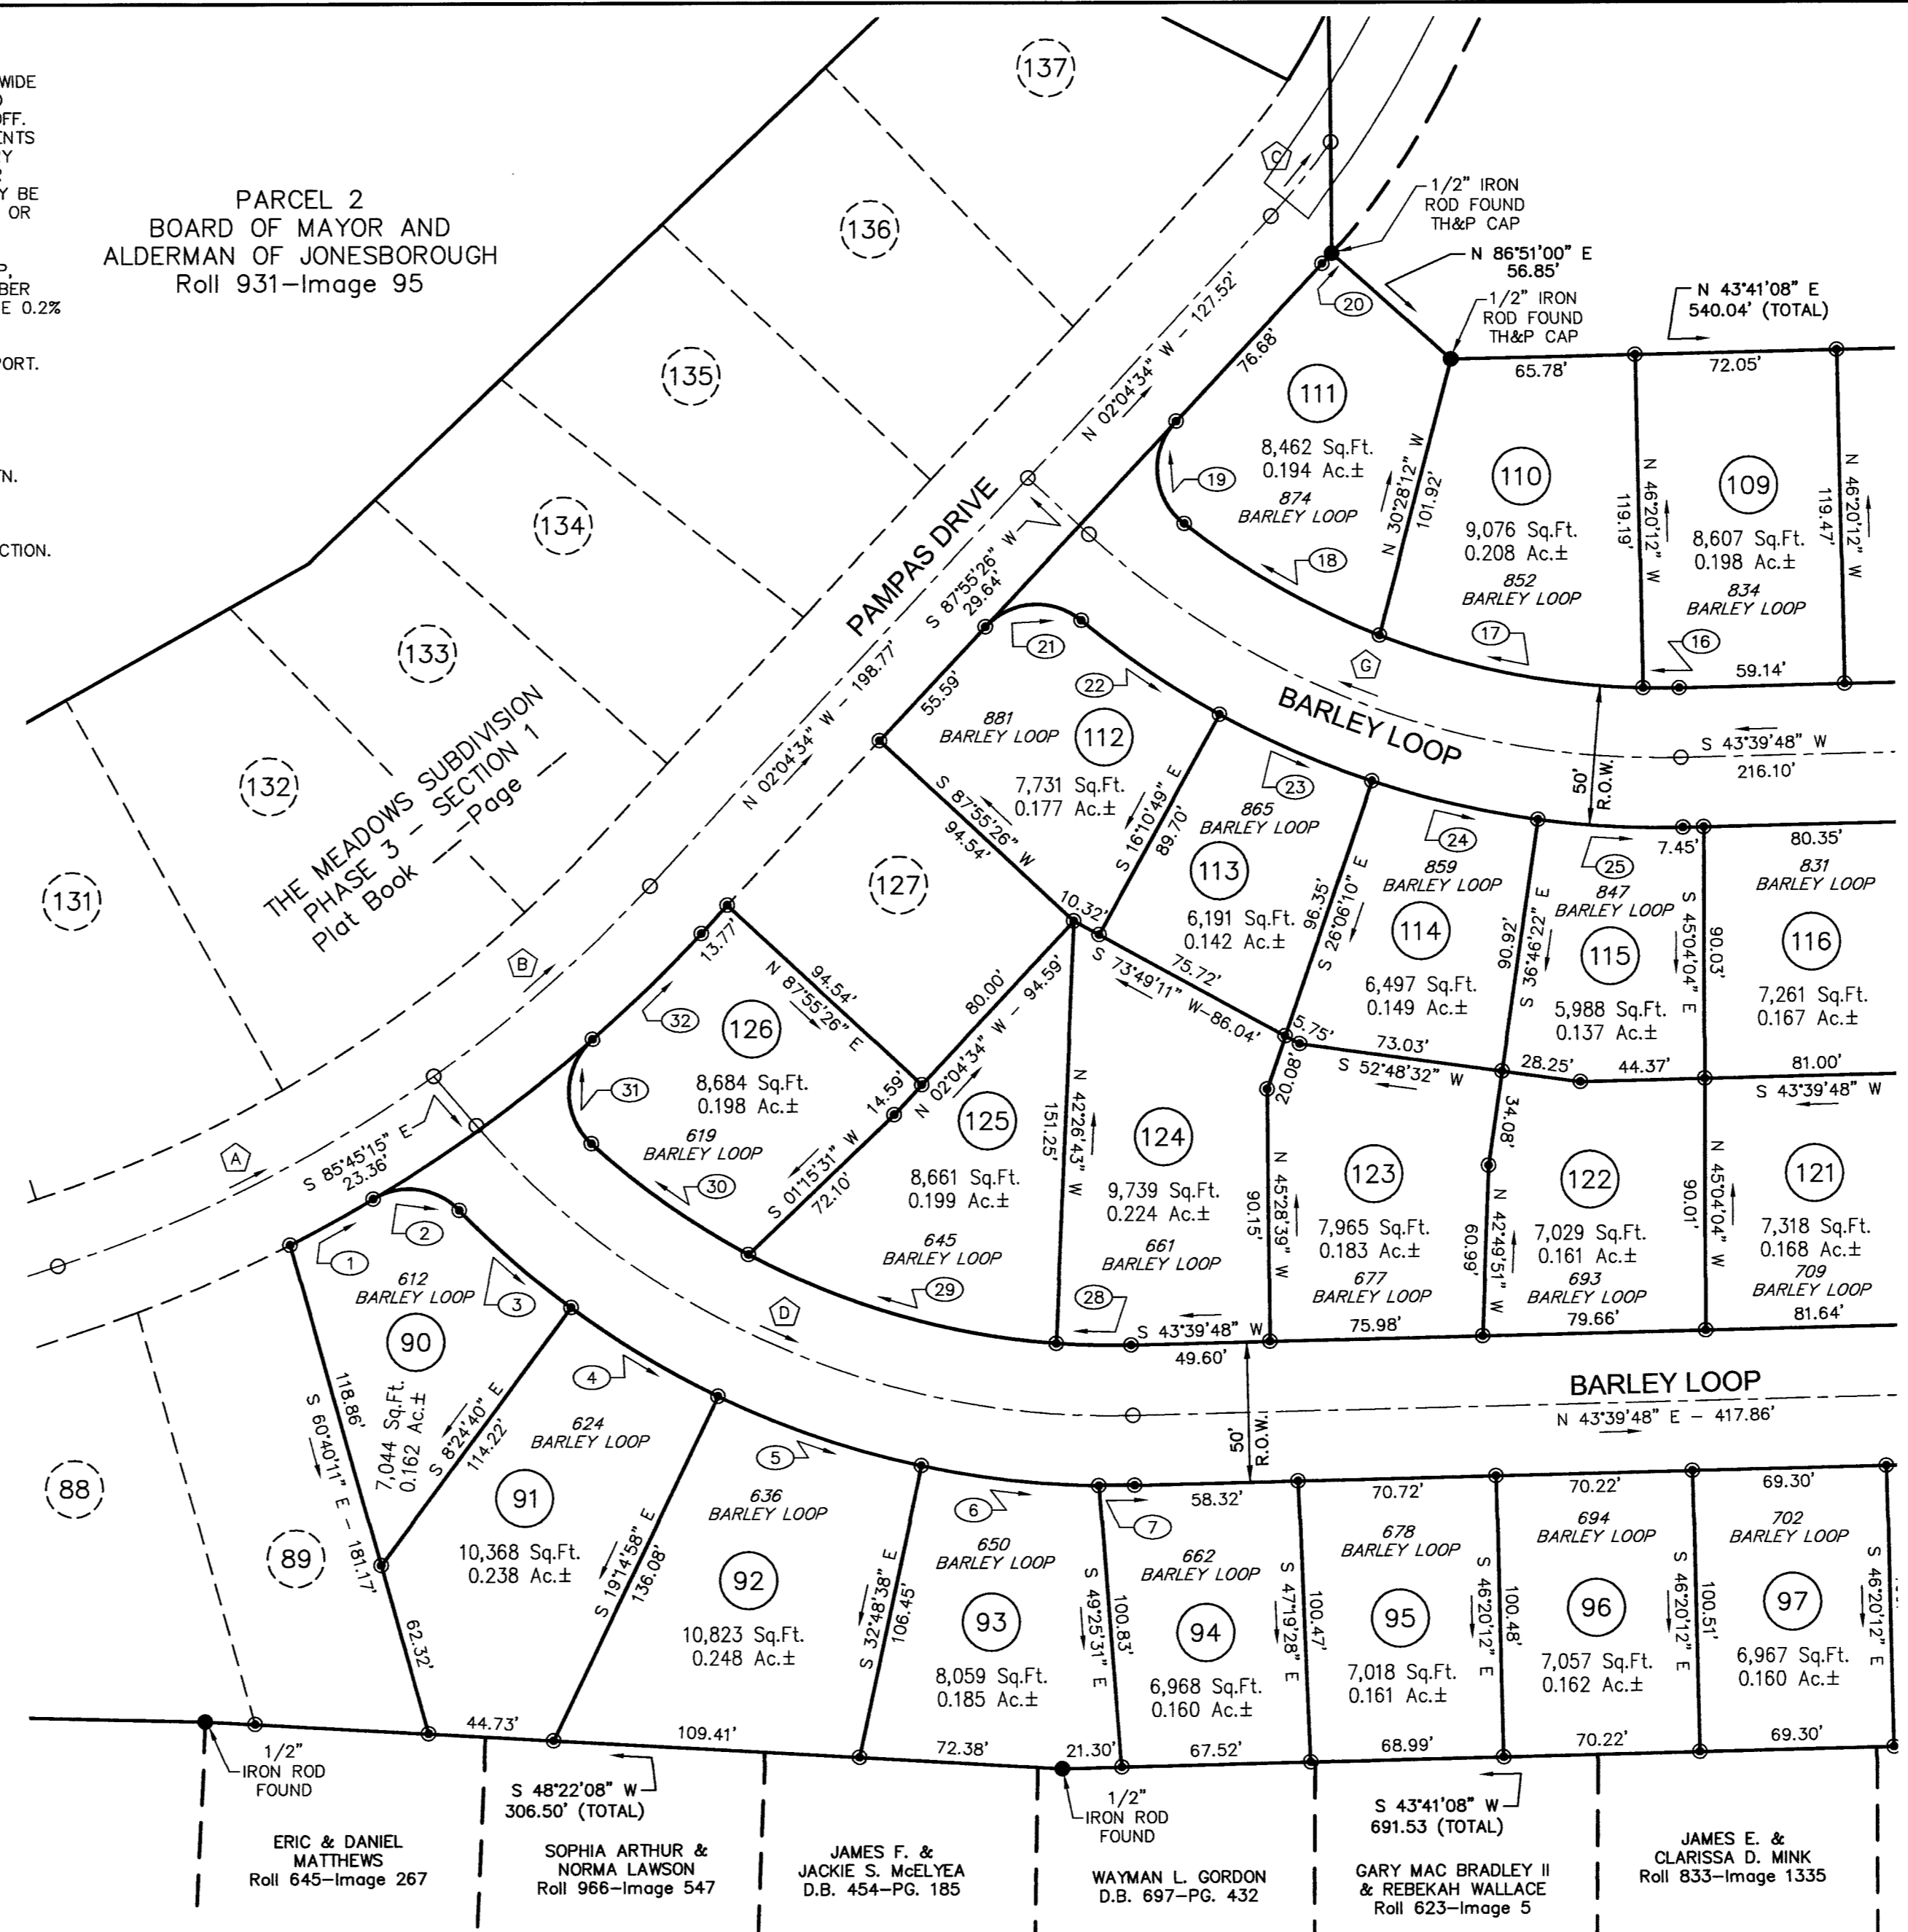 WIDE
OFF.
ENTS
Y BE
OR
P,
BER
E 0.2%
PORT.
TN.
CTION.
PARCEL 2
BOARD OF MAYOR AND
ALDERMAN OF JONESBOROUGH
Roll 931–Image 95
137
136
135
134
133
132
131
THE MEADOWS SUBDIVISION
PHASE 3 – SECTION 1
Plat Book Page
PAMPAS DRIVE
C
1/2" IRON
ROD FOUND
TH&P CAP
N 86°51'00" E
56.85'
1/2" IRON
ROD FOUND
TH&P CAP
N 43°41'08" E
540.04' (TOTAL)
20
N 02°04'34" W - 127.52'
76.68'
65.78'
72.05'
111
8,462 Sq.Ft.
0.194 Ac.±
874
BARLEY LOOP
19
18
N 30°28'12" W
101.92'
110
9,076 Sq.Ft.
0.208 Ac.±
852
BARLEY LOOP
17
N 46°20'12" W
119.19'
109
8,607 Sq.Ft.
0.198 Ac.±
834
BARLEY LOOP
16
59.14'
N 46°20'12" W
119.47'
S 87°55'26" W
29.64'
N 02°04'34" W - 198.77'
G
BARLEY LOOP
S 43°39'48" W
216.10'
50'
R.O.W.
21
22
55.59'
881
BARLEY LOOP
112
7,731 Sq.Ft.
0.177 Ac.±
S 87°55'26" W
94.54'
S 16°10'49" E
89.70'
23
865
BARLEY LOOP
113
6,191 Sq.Ft.
0.142 Ac.±
10.32'
75.72'
S 73°49'11" W-86.04'
S 26°06'10" E
96.35'
24
859
BARLEY LOOP
114
6,497 Sq.Ft.
0.149 Ac.±
5.75'
73.03'
S 52°48'32" W
S 36°46'22" E
90.92'
25
7.45'
847
BARLEY LOOP
115
5,988 Sq.Ft.
0.137 Ac.±
28.25'
44.37'
S 45°04'04" E
90.03'
80.35'
831
BARLEY LOOP
116
7,261 Sq.Ft.
0.167 Ac.±
81.00'
S 43°39'48" W
127
B
13.77'
32
94.54'
N 87°55'26" E
126
8,684 Sq.Ft.
0.198 Ac.±
619
BARLEY LOOP
31
30
80.00'
N 02°04'34" W - 94.59'
14.59'
S 01°15'31" W
72.10'
125
8,661 Sq.Ft.
0.199 Ac.±
645
BARLEY LOOP
29
N 42°26'43" W
151.25'
124
9,739 Sq.Ft.
0.224 Ac.±
661
BARLEY LOOP
28
S 43°39'48" W
49.60'
20.08'
N 45°28'39" W
90.15'
123
7,965 Sq.Ft.
0.183 Ac.±
677
BARLEY LOOP
75.98'
34.08'
N 42°49'51" W
60.99'
122
7,029 Sq.Ft.
0.161 Ac.±
693
BARLEY LOOP
79.66'
N 45°04'04" W
90.01'
121
7,318 Sq.Ft.
0.168 Ac.±
709
BARLEY LOOP
81.64'
A
S 85°45'15" E
23.36'
1
2
3
D
BARLEY LOOP
N 43°39'48" E – 417.86'
50'
R.O.W.
612
BARLEY LOOP
90
7,044 Sq.Ft.
0.162 Ac.±
118.86'
S 60°40'11" E - 181.17'
62.32'
S 8°24'40" E
114.22'
4
624
BARLEY LOOP
91
10,368 Sq.Ft.
0.238 Ac.±
S 19°14'58" E
136.08'
5
636
BARLEY LOOP
92
10,823 Sq.Ft.
0.248 Ac.±
S 32°48'38" E
106.45'
6
650
BARLEY LOOP
93
8,059 Sq.Ft.
0.185 Ac.±
7
58.32'
S 49°25'31" E
100.83'
662
BARLEY LOOP
94
6,968 Sq.Ft.
0.160 Ac.±
S 47°19'28" E
100.47'
70.72'
678
BARLEY LOOP
95
7,018 Sq.Ft.
0.161 Ac.±
S 46°20'12" E
100.48'
70.22'
694
BARLEY LOOP
96
7,057 Sq.Ft.
0.162 Ac.±
S 46°20'12" E
100.51'
69.30'
702
BARLEY LOOP
97
6,967 Sq.Ft.
0.160 Ac.±
S 46°20'12" E
88
89
44.73'
109.41'
72.38'
21.30'
67.52'
68.99'
70.22'
69.30'
1/2"
IRON ROD
FOUND
S 48°22'08" W
306.50' (TOTAL)
1/2"
IRON ROD
FOUND
S 43°41'08" W
691.53 (TOTAL)
ERIC & DANIEL
MATTHEWS
Roll 645–Image 267
SOPHIA ARTHUR &
NORMA LAWSON
Roll 966–Image 547
JAMES F. &
JACKIE S. McELYEA
D.B. 454–PG. 185
WAYMAN L. GORDON
D.B. 697–PG. 432
GARY MAC BRADLEY II
& REBEKAH WALLACE
Roll 623–Image 5
JAMES E. &
CLARISSA D. MINK
Roll 833–Image 1335